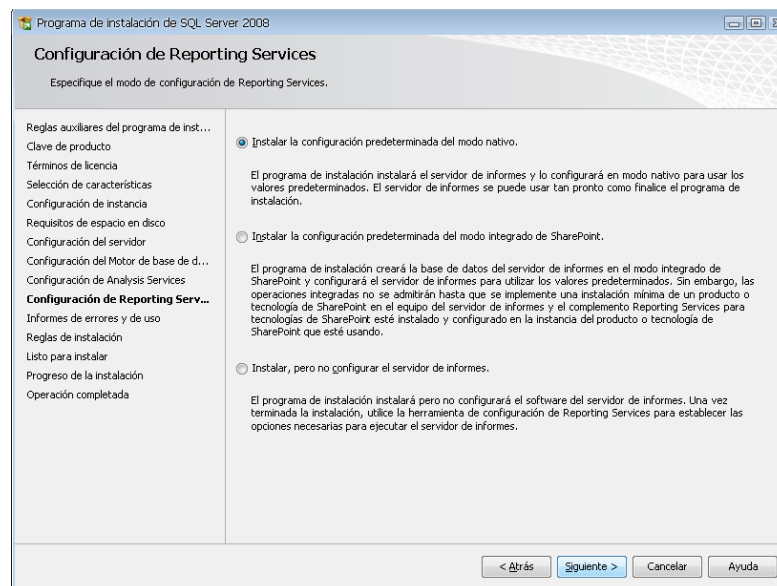 Programa de instalación de SQL Server 2008
Configuración de Reporting Services
Especifique el modo de configuración de Reporting Services.
Reglas auxiliares del programa de inst...
Clave de producto
Términos de licencia
Selección de características
Configuración de instancia
Requisitos de espacio en disco
Configuración del servidor
Configuración del Motor de base de d...
Configuración de Analysis Services
Configuración de Reporting Serv...
Informes de errores y de uso
Reglas de instalación
Listo para instalar
Progreso de la instalación
Operación completada
Instalar la configuración predeterminada del modo nativo.
El programa de instalación instalará el servidor de informes y lo configurará en modo nativo para usar los
valores predeterminados. El servidor de informes se puede usar tan pronto como finalice el programa de
instalación.
Instalar la configuración predeterminada del modo integrado de SharePoint.
El programa de instalación creará la base de datos del servidor de informes en el modo integrado de
SharePoint y configurará el servidor de informes para utilizar los valores predeterminados. Sin embargo, las
operaciones integradas no se admitirán hasta que se implemente una instalación mínima de un producto o
tecnología de SharePoint en el equipo del servidor de informes y el complemento Reporting Services para
tecnologías de SharePoint esté instalado y configurado en la instancia del producto o tecnología de
SharePoint que esté usando.
Instalar, pero no configurar el servidor de informes.
El programa de instalación instalará pero no configurará el software del servidor de informes. Una vez
terminada la instalación, utilice la herramienta de configuración de Reporting Services para establecer las
opciones necesarias para ejecutar el servidor de informes.
< Atrás
Siguiente >
Cancelar
Ayuda